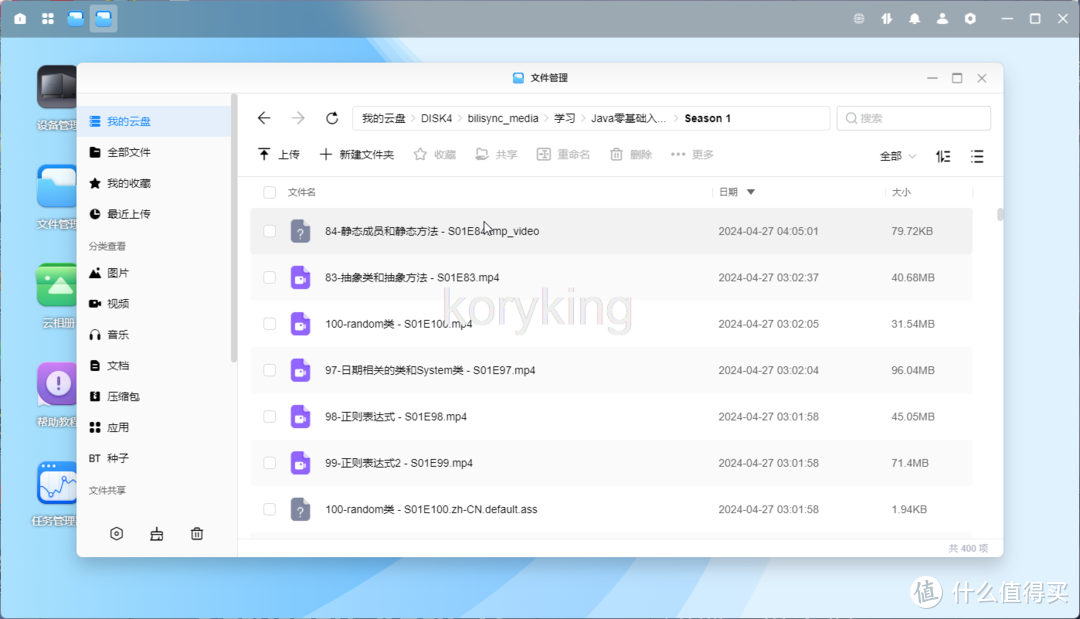 文件管理
设备管理
文件管理
云相册
帮助教程
任务管理
我的云盘
全部文件
我的收藏
最近上传
分类查看
图片
视频
音乐
文档
压缩包
应用
BT 种子
文件共享
我的云盘 > DISK4 > bilisync_media > 学习 > Java零基础入... > Season 1
搜索
上传 新建文件夹 收藏 共享 重命名 删除 更多
全部
文件名 日期 大小
84-静态成员和静态方法 - S01E84.tmp_video 2024-04-27 04:05:01 79.72KB
83-抽象类和抽象方法 - S01E83.mp4 2024-04-27 03:02:37 40.68MB
100-random类 - S01E100.mp4 2024-04-27 03:02:05 31.54MB
97-日期相关的类和System类 - S01E97.mp4 2024-04-27 03:02:04 96.04MB
98-正则表达式 - S01E98.mp4 2024-04-27 03:01:58 45.05MB
99-正则表达式2 - S01E99.mp4 2024-04-27 03:01:58 71.4MB
100-random类 - S01E100.zh-CN.default.ass 2024-04-27 03:01:58 1.94KB
共 400 项
koryking
值 什么值得买